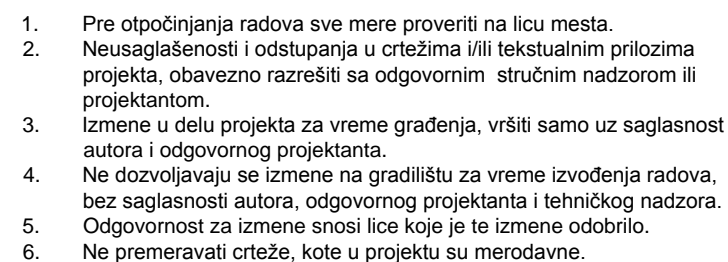 1. Pre otpočinjanja radova sve mere proveriti na licu mesta.
2. Neusaglašenosti i odstupanja u crtežima i/ili tekstualnim prilozima
projekta, obavezno razrešiti sa odgovornim stručnim nadzorom ili
projektantom.
3. Izmene u delu projekta za vreme građenja, vršiti samo uz saglasnost
autora i odgovornog projektanta.
4. Ne dozvoljavaju se izmene na gradilištu za vreme izvođenja radova,
bez saglasnosti autora, odgovornog projektanta i tehničkog nadzora.
5. Odgovornost za izmene snosi lice koje je te izmene odobrilo.
6. Ne premeravati crteže, kote u projektu su merodavne.